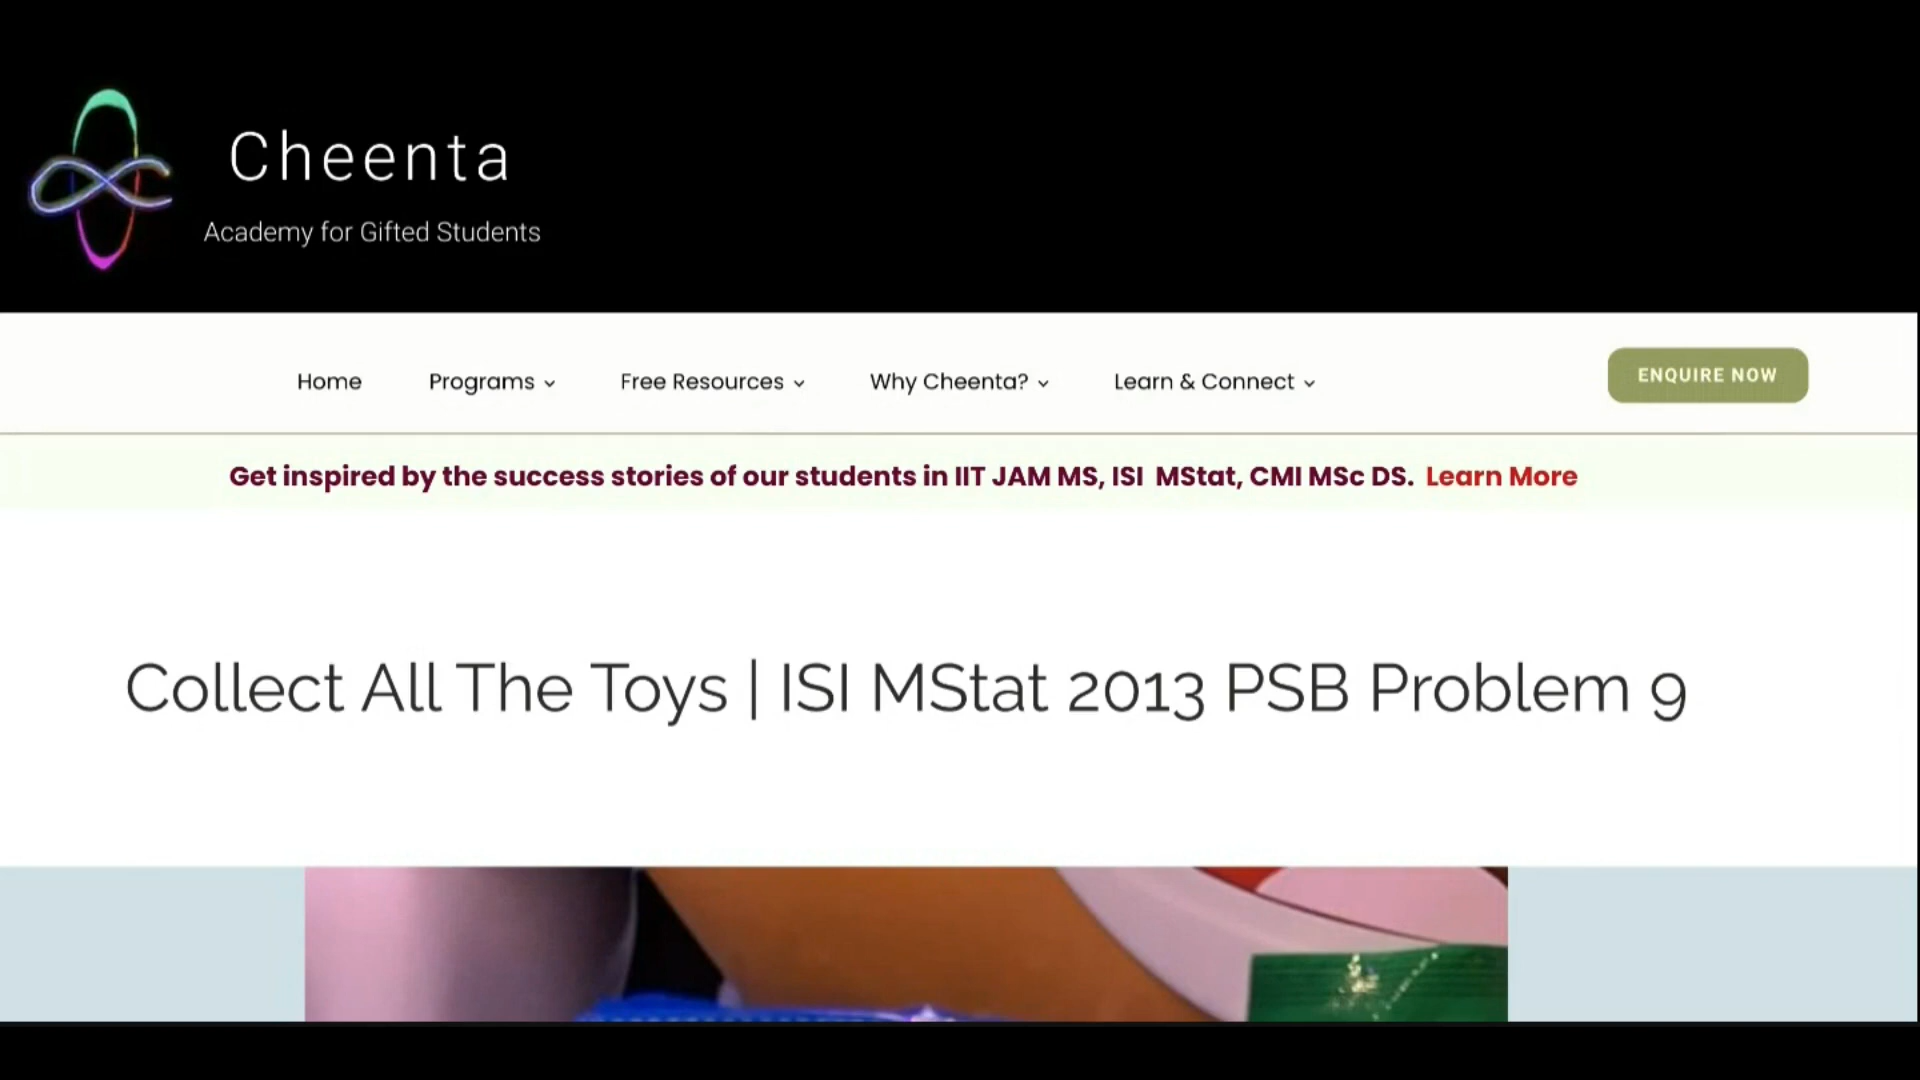 Cheenta
Academy for Gifted Students
Home Programs Free Resources Why Cheenta? Learn & Connect ENQUIRE NOW
Get inspired by the success stories of our students in IIT JAM MS, ISI MStat, CMI MSc DS. Learn More
Collect All The Toys | ISI MStat 2013 PSB Problem 9